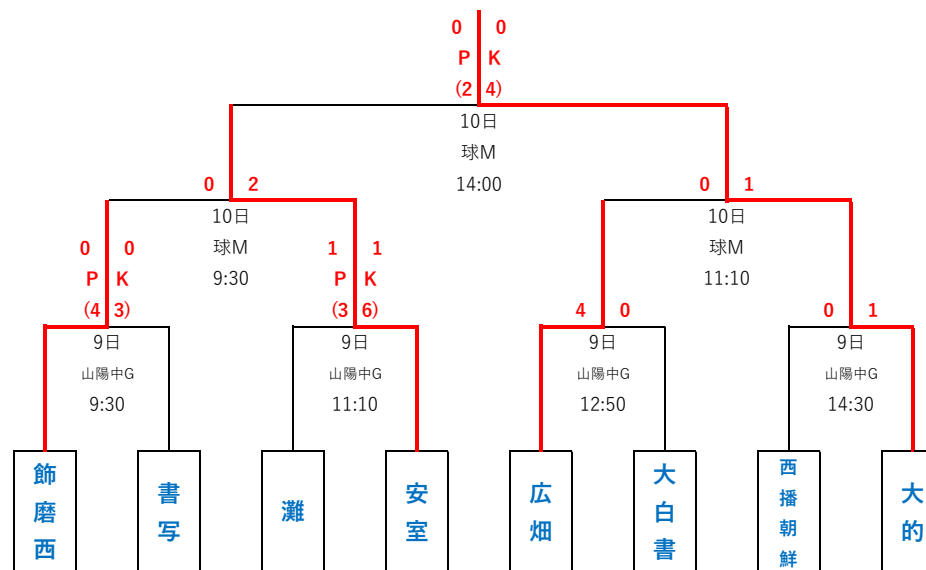 0 0
P K
(2 4)
10日
球M
14:00
0 2
10日
球M
9:30
0 1
10日
球M
11:10
0 0
P K
(4 3)
9日
山陽中G
9:30
1 1
P K
(3 6)
9日
山陽中G
11:10
4 0
9日
山陽中G
12:50
0 1
9日
山陽中G
14:30
飾磨西
書写
灘
安室
広畑
大白書
西播朝鮮
大的